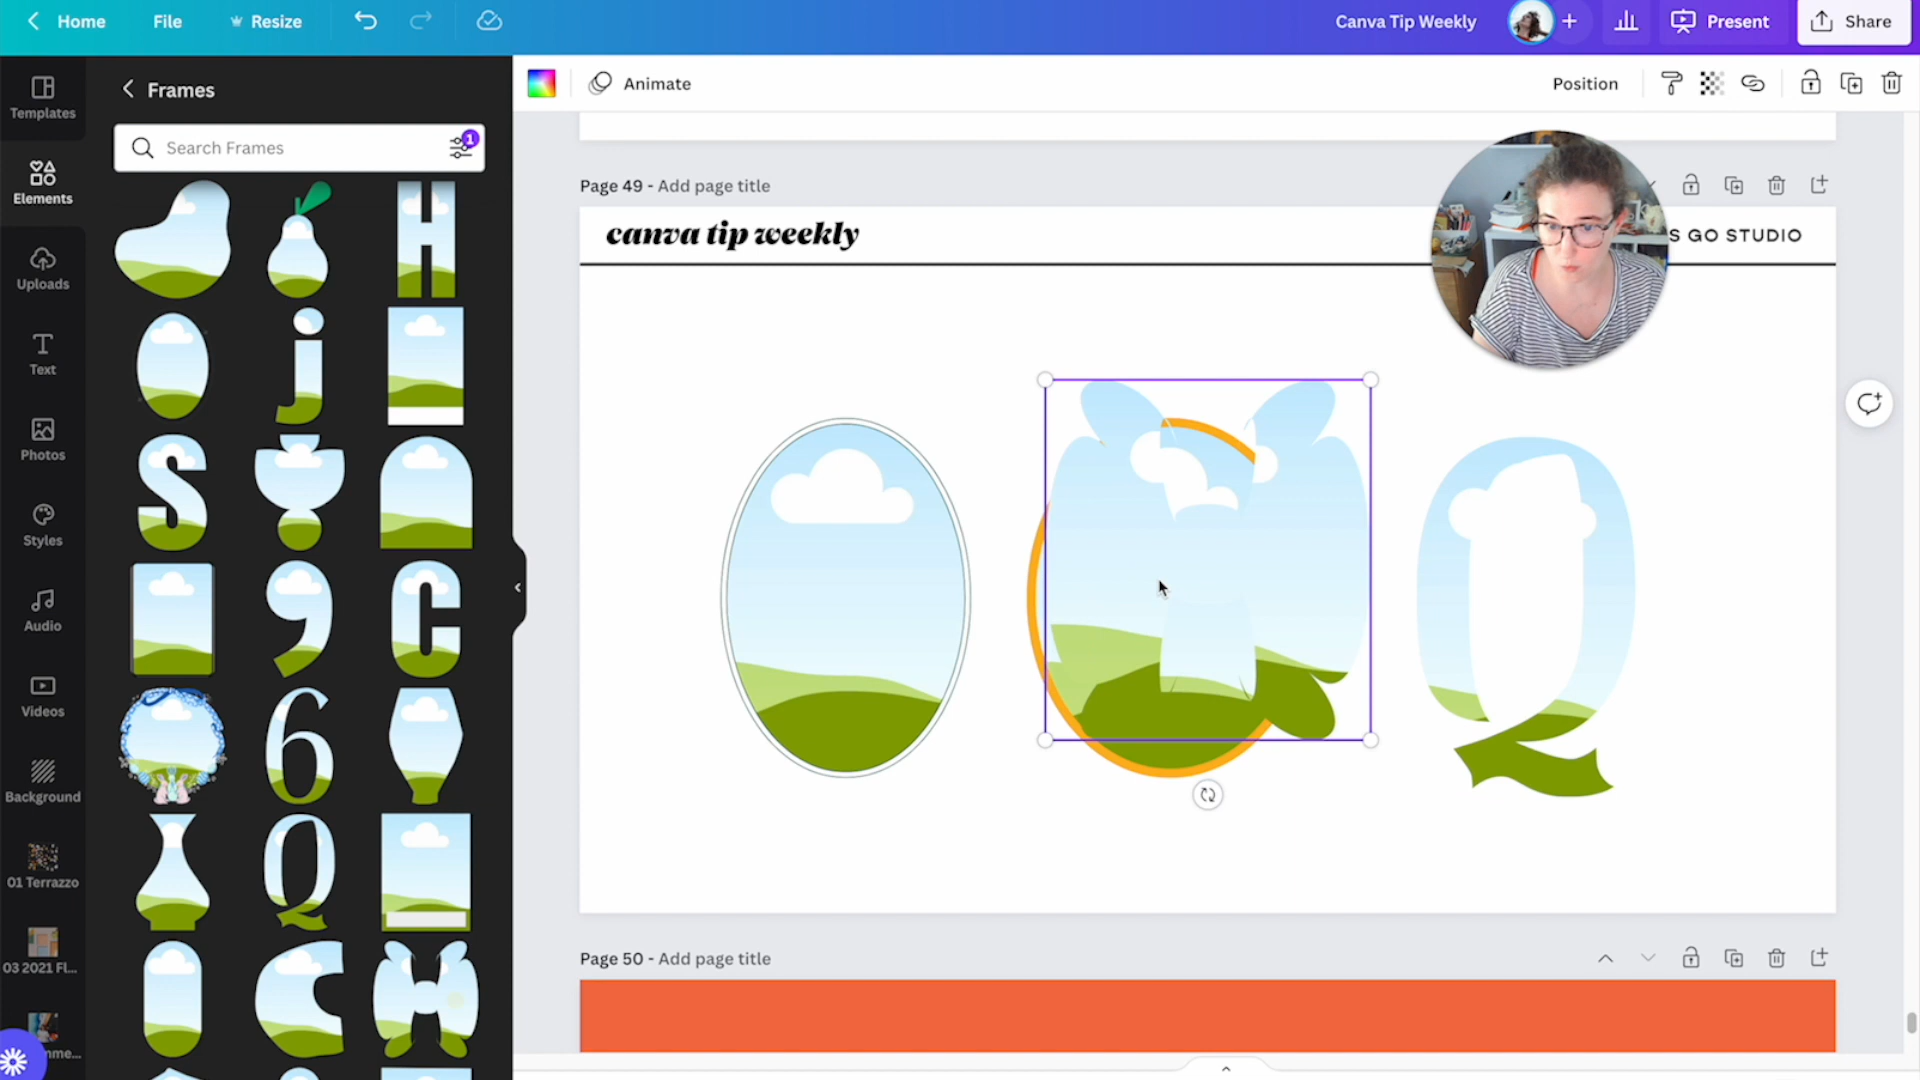 Home
File
Resize
Canva Tip Weekly
Present
Share
Templates
Elements
Uploads
Text
Photos
Styles
Audio
Videos
Background
01 Terrazzo
03 2021 Fl...
Frames
Search Frames
1
Animate
Position
Page 49 - Add page title
canva tip weekly
S GO STUDIO
Page 50 - Add page title